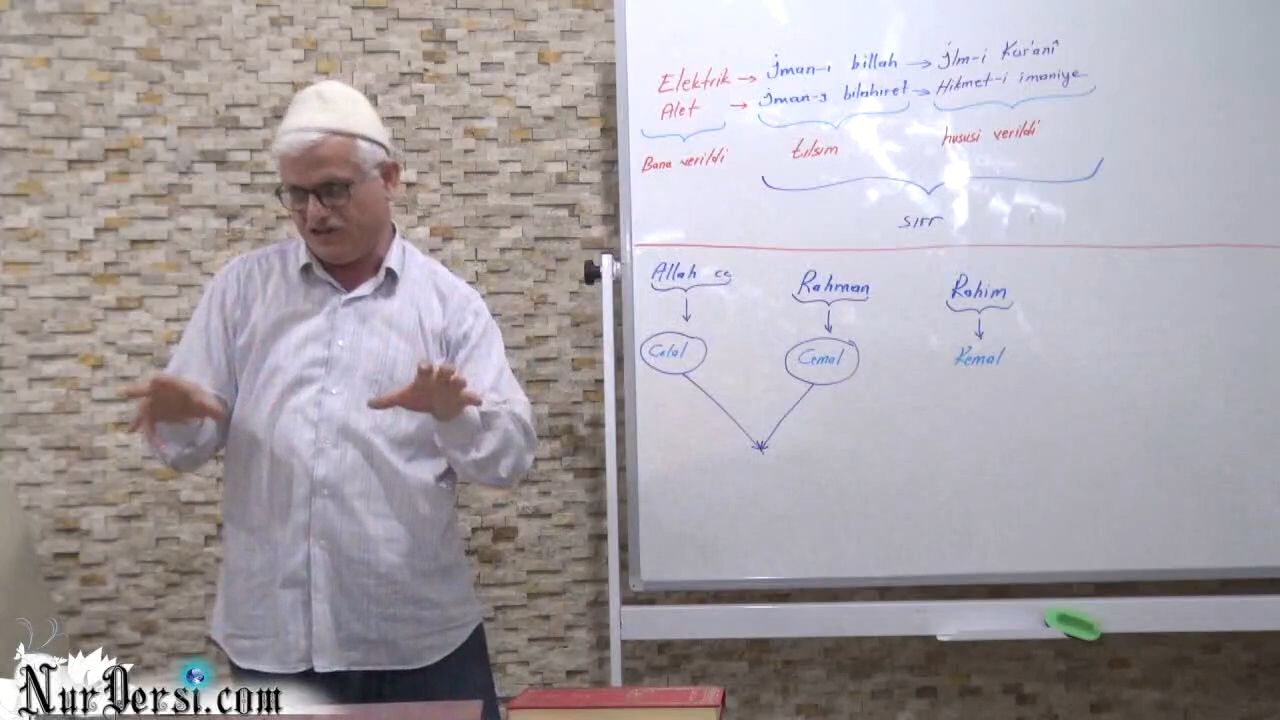 Elektrik → İman-ı billah → İlm-i Kur'anî
Alet → İman-ı bilahiret → Hikmet-i imaniye
Bana verildi tılsım hususi verildi
sırr
Allah cc Rahman Rahim
Celal Cemal Kemal
NurDersi.com